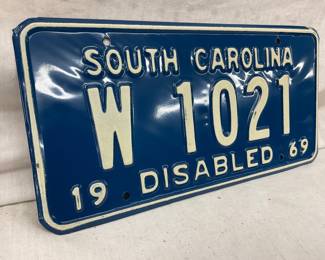 SOUTH CAROLINA
W 1021
19 DISABLED 69